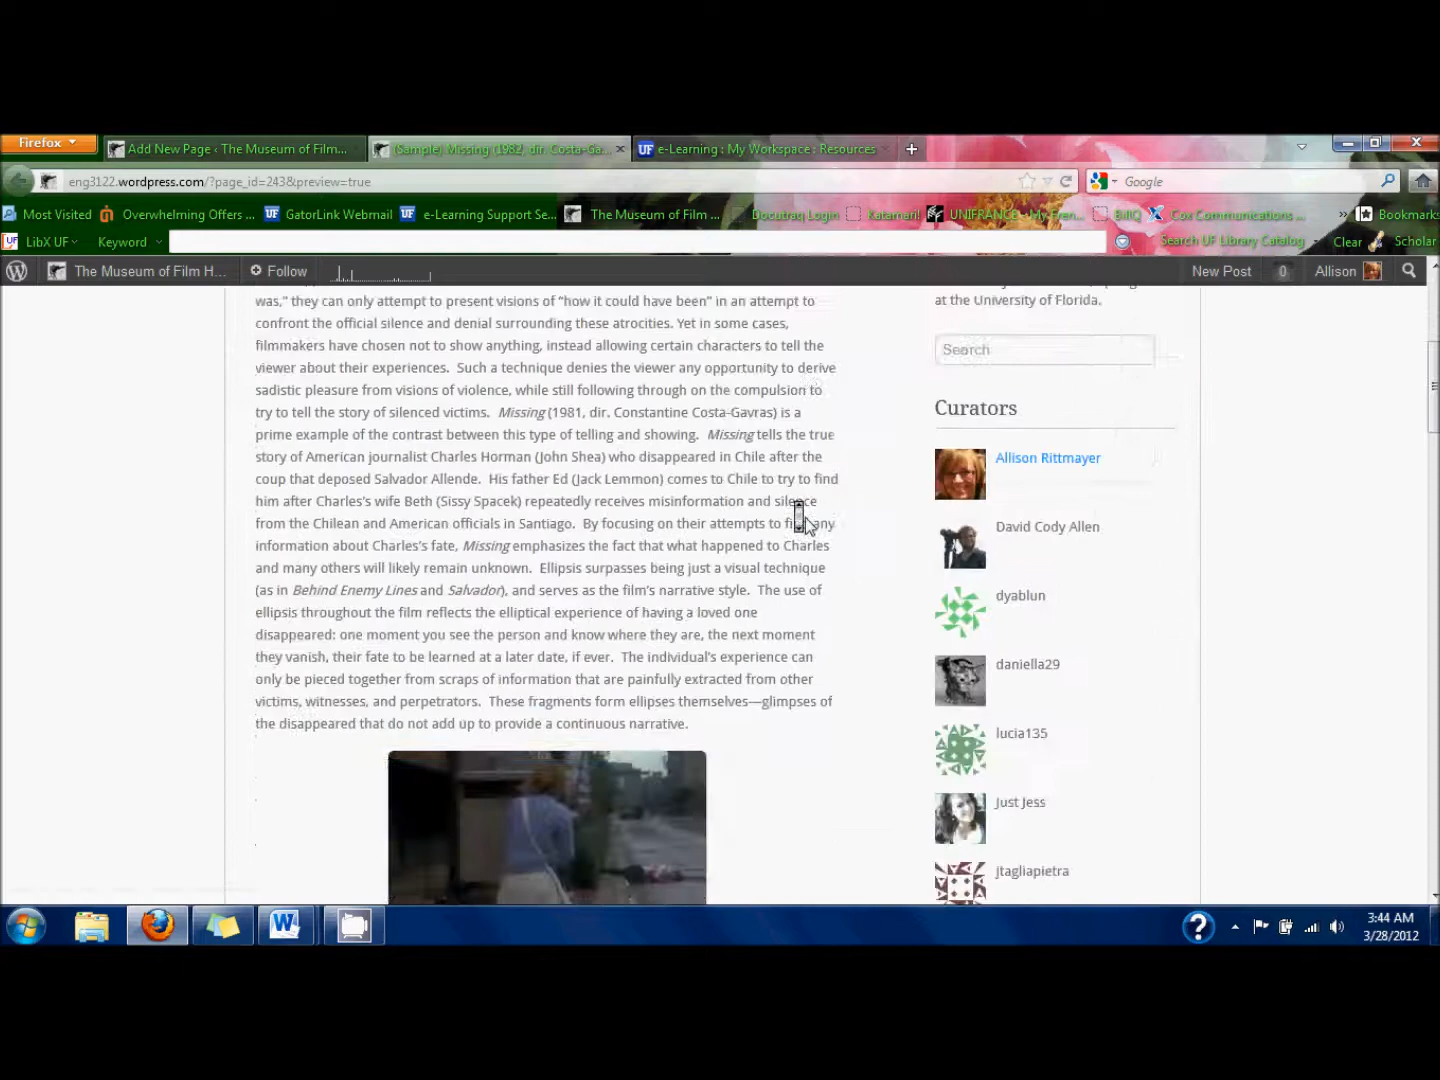 Firefox
Add New Page ‹ The Museum of Film...
(Sample) Missing (1982, dir. Costa-Ga...
UF e-Learning : My Workspace : Resources
eng3122.wordpress.com/?page_id=243&preview=true
Google
Most Visited
Overwhelming Offers ...
UF GatorLink Webmail
UF e-Learning Support Se...
The Museum of Film ...
Docutraq Login
Katamari!
UNIFRANCE - My Fren...
BillQ
Cox Communications ...
»
Bookmarks
UF LibX UF
Keyword
Search UF Library Catalog
Clear
Scholar
The Museum of Film H...
Follow
New Post
0
Allison
was,” they can only attempt to present visions of “how it could have been” in an attempt to
confront the official silence and denial surrounding these atrocities. Yet in some cases,
filmmakers have chosen not to show anything, instead allowing certain characters to tell the
viewer about their experiences. Such a technique denies the viewer any opportunity to derive
sadistic pleasure from visions of violence, while still following through on the compulsion to
try to tell the story of silenced victims. Missing (1981, dir. Constantine Costa-Gavras) is a
prime example of the contrast between this type of telling and showing. Missing tells the true
story of American journalist Charles Horman (John Shea) who disappeared in Chile after the
coup that deposed Salvador Allende. His father Ed (Jack Lemmon) comes to Chile to try to find
him after Charles’s wife Beth (Sissy Spacek) repeatedly receives misinformation and silence
from the Chilean and American officials in Santiago. By focusing on their attempts to find any
information about Charles’s fate, Missing emphasizes the fact that what happened to Charles
and many others will likely remain unknown. Ellipsis surpasses being just a visual technique
(as in Behind Enemy Lines and Salvador), and serves as the film’s narrative style. The use of
ellipsis throughout the film reflects the elliptical experience of having a loved one
disappeared: one moment you see the person and know where they are, the next moment
they vanish, their fate to be learned at a later date, if ever. The individual’s experience can
only be pieced together from scraps of information that are painfully extracted from other
victims, witnesses, and perpetrators. These fragments form ellipses themselves—glimpses of
the disappeared that do not add up to provide a continuous narrative.
at the University of Florida.
Search
Curators
Allison Rittmayer
David Cody Allen
dyablun
daniella29
lucia135
Just Jess
jtagliapietra
3:44 AM
3/28/2012